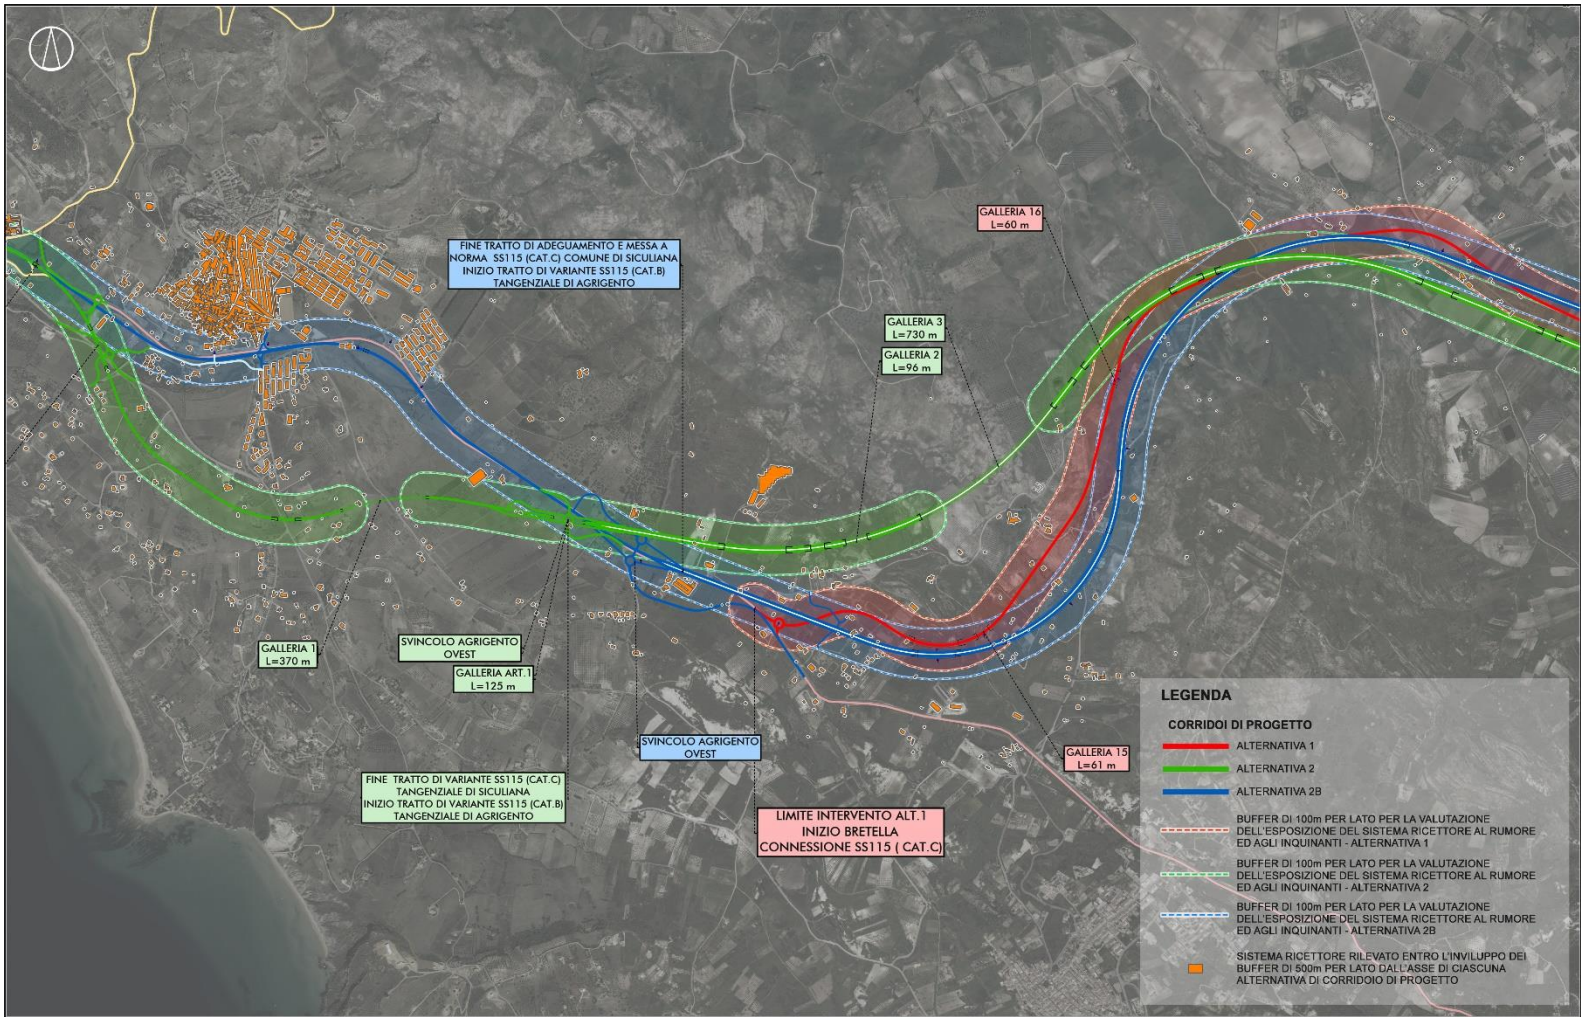 GALLERIA 16
L=60 m
FINE TRATTO DI ADEGUAMENTO E MESSA A
NORMA SS115 (CAT.C) COMUNE DI SICULIANA
INIZIO TRATTO DI VARIANTE SS115 (CAT.B)
TANGENZIALE DI AGRIGENTO
GALLERIA 3
L=730 m
GALLERIA 2
L=96 m
GALLERIA 1
L=370 m
SVINCOLO AGRIGENTO
OVEST
GALLERIA ART.1
L=125 m
SVINCOLO AGRIGENTO
OVEST
GALLERIA 15
L=61 m
FINE TRATTO DI VARIANTE SS115 (CAT.C)
TANGENZIALE DI SICULIANA
INIZIO TRATTO DI VARIANTE SS115 (CAT.B)
TANGENZIALE DI AGRIGENTO
LIMITE INTERVENTO ALT.1
INIZIO BRETELLA
CONNESSIONE SS115 ( CAT.C)
LEGENDA
CORRIDOI DI PROGETTO
ALTERNATIVA 1
ALTERNATIVA 2
ALTERNATIVA 2B
BUFFER DI 100m PER LATO PER LA VALUTAZIONE
DELL'ESPOSIZIONE DEL SISTEMA RICETTORE AL RUMORE
ED AGLI INQUINANTI - ALTERNATIVA 1
BUFFER DI 100m PER LATO PER LA VALUTAZIONE
DELL'ESPOSIZIONE DEL SISTEMA RICETTORE AL RUMORE
ED AGLI INQUINANTI - ALTERNATIVA 2
BUFFER DI 100m PER LATO PER LA VALUTAZIONE
DELL'ESPOSIZIONE DEL SISTEMA RICETTORE AL RUMORE
ED AGLI INQUINANTI - ALTERNATIVA 2B
SISTEMA RICETTORE RILEVATO ENTRO L'INVILUPPO DEI
BUFFER DI 500m PER LATO DALL'ASSE DI CIASCUNA
ALTERNATIVA DI CORRIDOIO DI PROGETTO